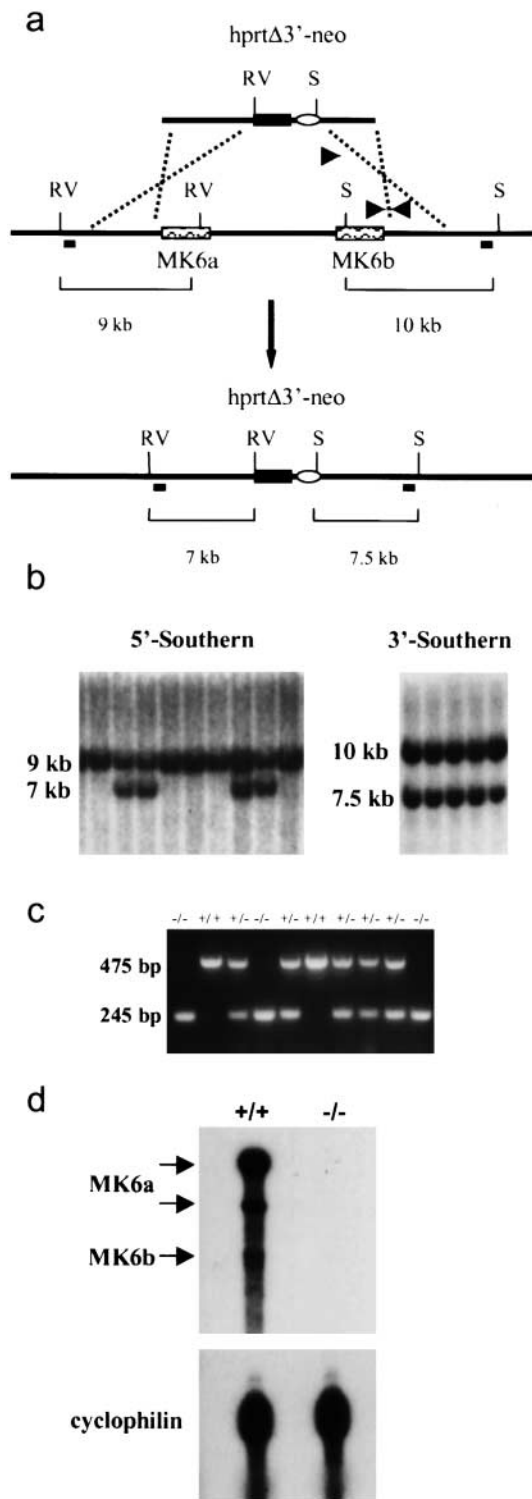 a
hprtΔ3’-neo
RV S
RV RV S S
MK6a MK6b
9 kb 10 kb
hprtΔ3’-neo
RV RV S S
7 kb 7.5 kb
b
5’-Southern 3’-Southern
9 kb 10 kb
7 kb 7.5 kb
c
-/- +/+ +/- -/- +/- +/+ +/- +/- +/- -/-
475 bp
245 bp
d
+/+ -/-
MK6a
MK6b
cyclophilin